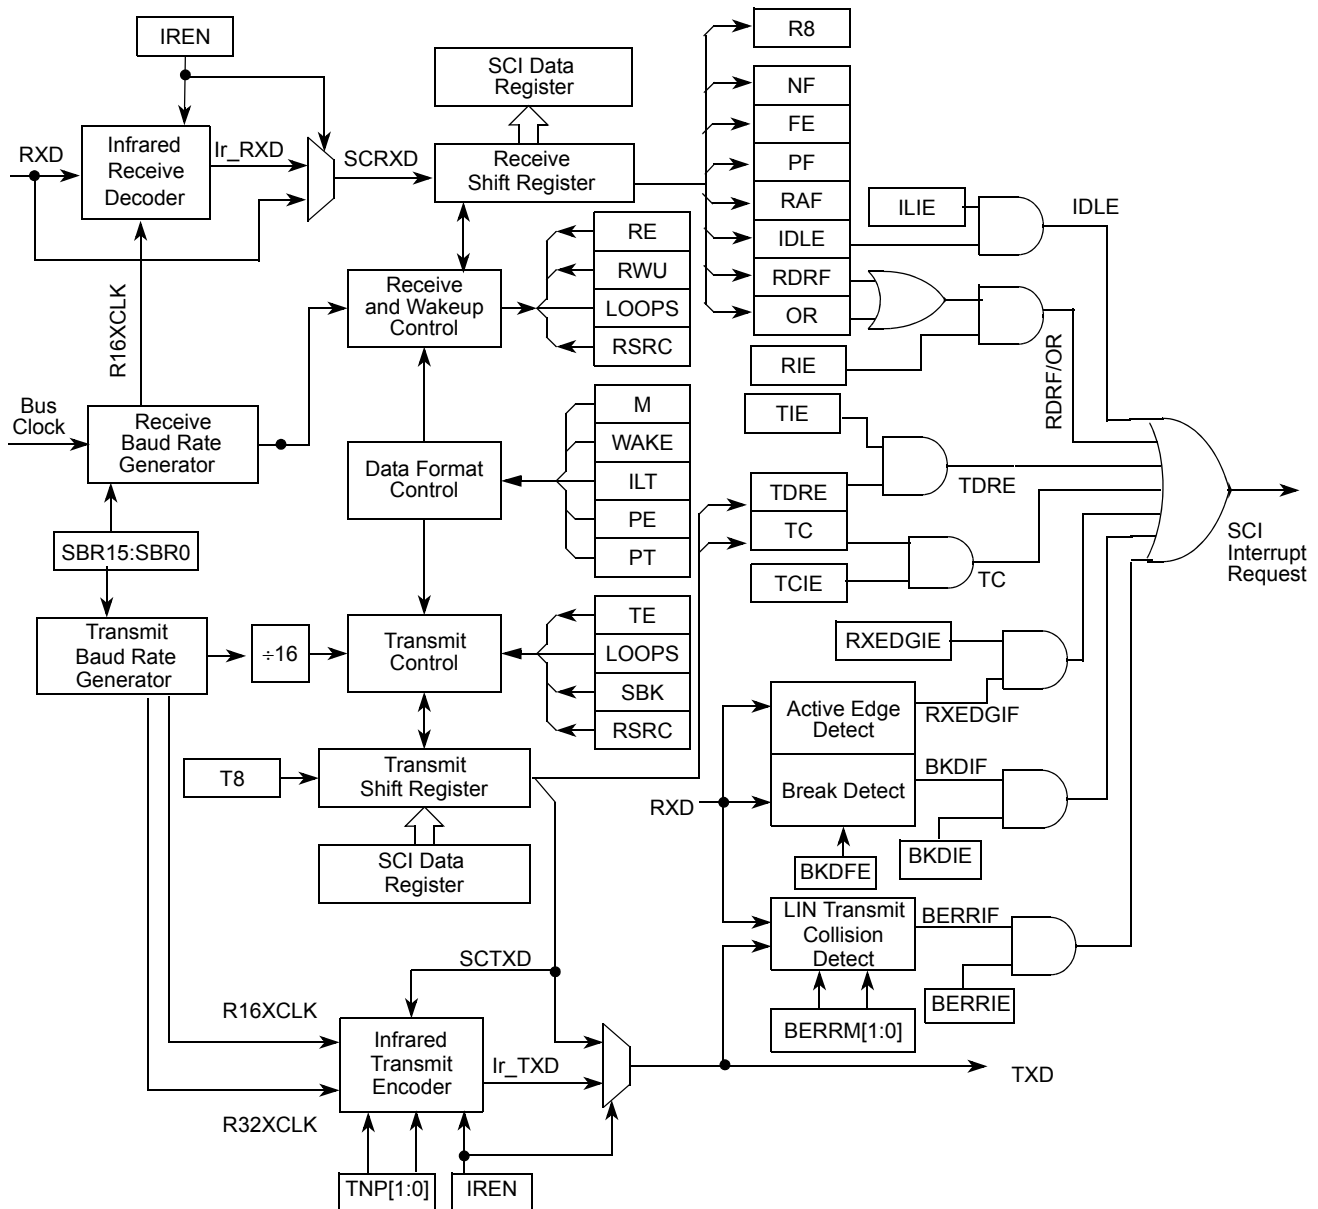 IREN
R8
SCI Data
Register
NF
FE
PF
RAF
IDLE
RDRF
OR
RXD
Infrared
Receive
Decoder
Ir_RXD
SCRXD
Receive
Shift Register
ILIE
IDLE
RE
RWU
LOOPS
RSRC
Receive
and Wakeup
Control
R16XCLK
RIE
RDRF/OR
Bus
Clock
Receive
Baud Rate
Generator
M
WAKE
ILT
PE
PT
Data Format
Control
TIE
TDRE
TC
TDRE
TCIE
TC
SCI
Interrupt
Request
SBR15:SBR0
Transmit
Baud Rate
Generator
÷16
Transmit
Control
TE
LOOPS
SBK
RSRC
RXEDGIE
Active Edge
Detect
RXEDGIF
T8
Transmit
Shift Register
RXD
Break Detect
BKDIF
BKDIE
BKDFE
SCI Data
Register
LIN Transmit
Collision
Detect
BERRIF
BERRIE
BERRM[1:0]
SCTXD
R16XCLK
Infrared
Transmit
Encoder
Ir_TXD
TXD
R32XCLK
TNP[1:0]
IREN